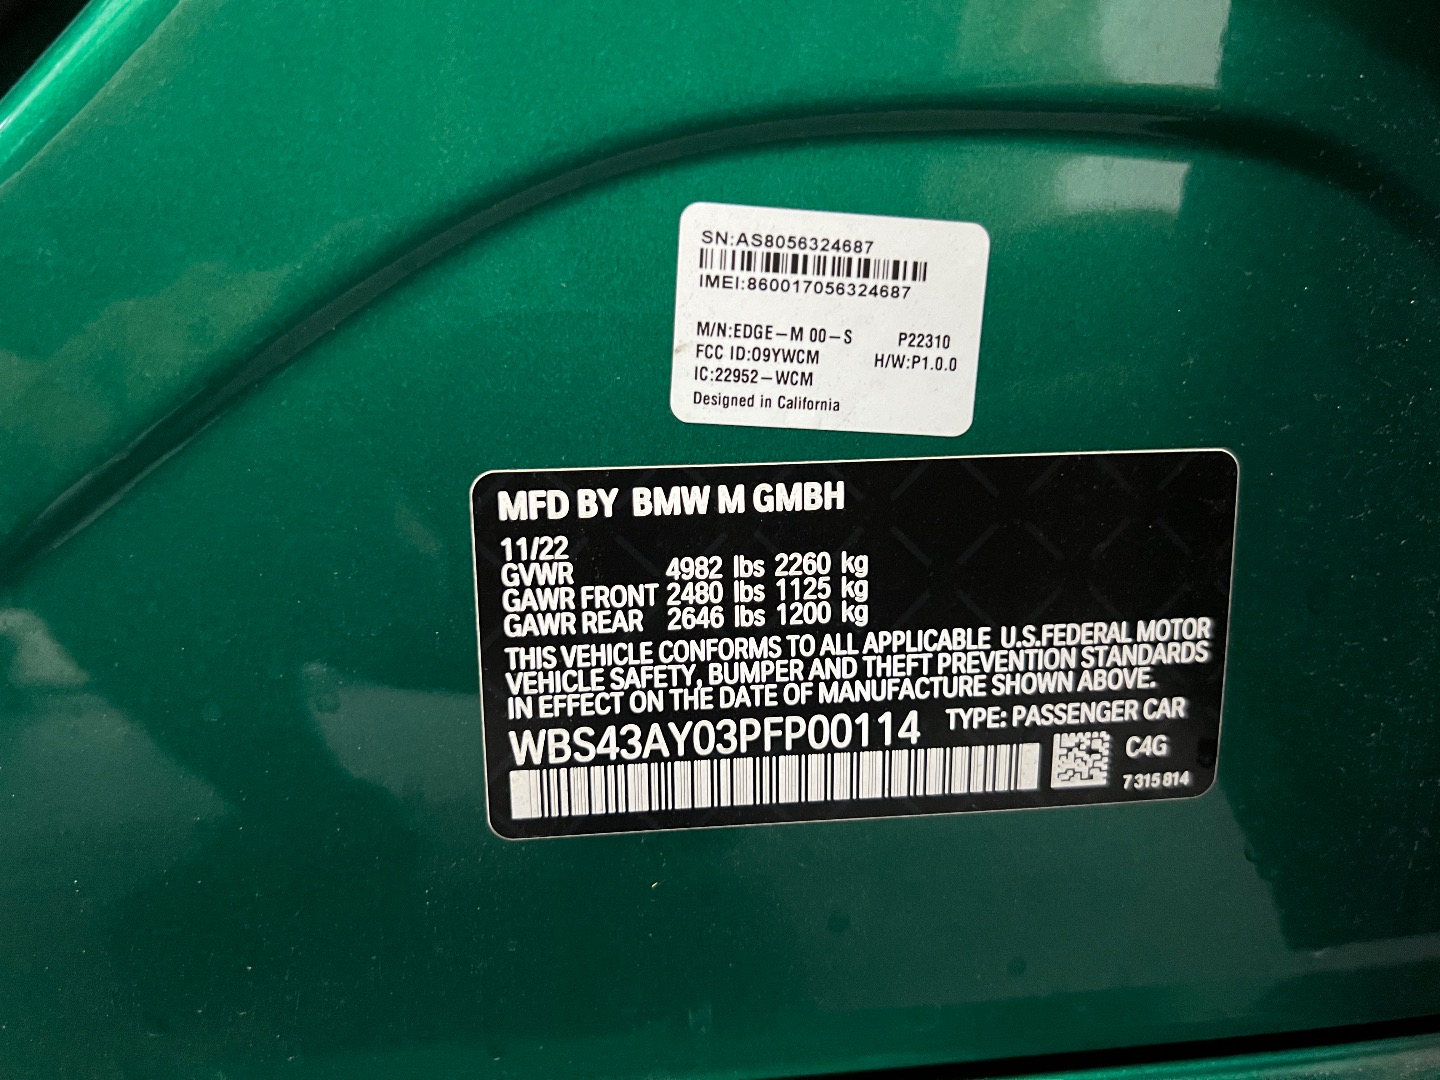 SN:AS8056324687
IMEI:860017056324687
M/N:EDGE-M 00-S P22310
FCC ID:O9YWCM H/W:P1.0.0
IC:22952-WCM
Designed in California
MFD BY BMW M GMBH
11/22
GVWR 4982 lbs 2260 kg
GAWR FRONT 2480 lbs 1125 kg
GAWR REAR 2646 lbs 1200 kg
THIS VEHICLE CONFORMS TO ALL APPLICABLE U.S.FEDERAL MOTOR
VEHICLE SAFETY, BUMPER AND THEFT PREVENTION STANDARDS
IN EFFECT ON THE DATE OF MANUFACTURE SHOWN ABOVE.
WBS43AY03PFP00114 TYPE: PASSENGER CAR
C4G
7315814